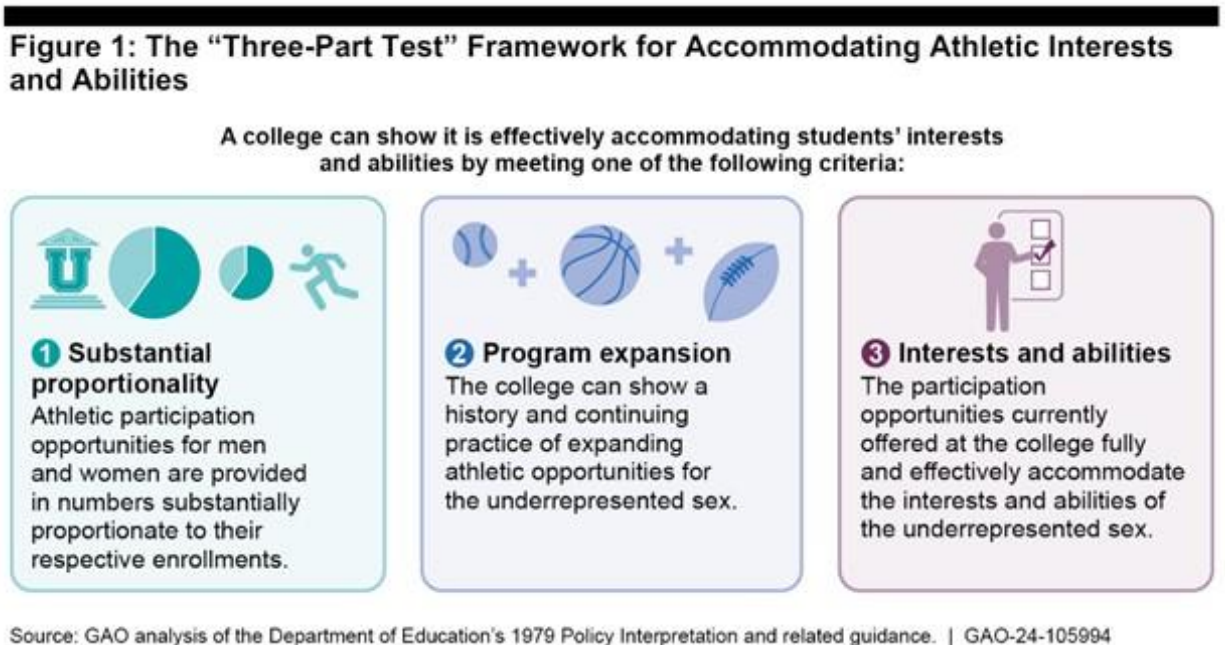 Figure 1: The “Three-Part Test” Framework for Accommodating Athletic Interests
and Abilities
A college can show it is effectively accommodating students’ interests
and abilities by meeting one of the following criteria:
U
1 Substantial
proportionality
Athletic participation
opportunities for men
and women are provided
in numbers substantially
proportionate to their
respective enrollments.
2 Program expansion
The college can show a
history and continuing
practice of expanding
athletic opportunities for
the underrepresented sex.
3 Interests and abilities
The participation
opportunities currently
offered at the college fully
and effectively accommodate
the interests and abilities of
the underrepresented sex.
Source: GAO analysis of the Department of Education’s 1979 Policy Interpretation and related guidance. | GAO-24-105994